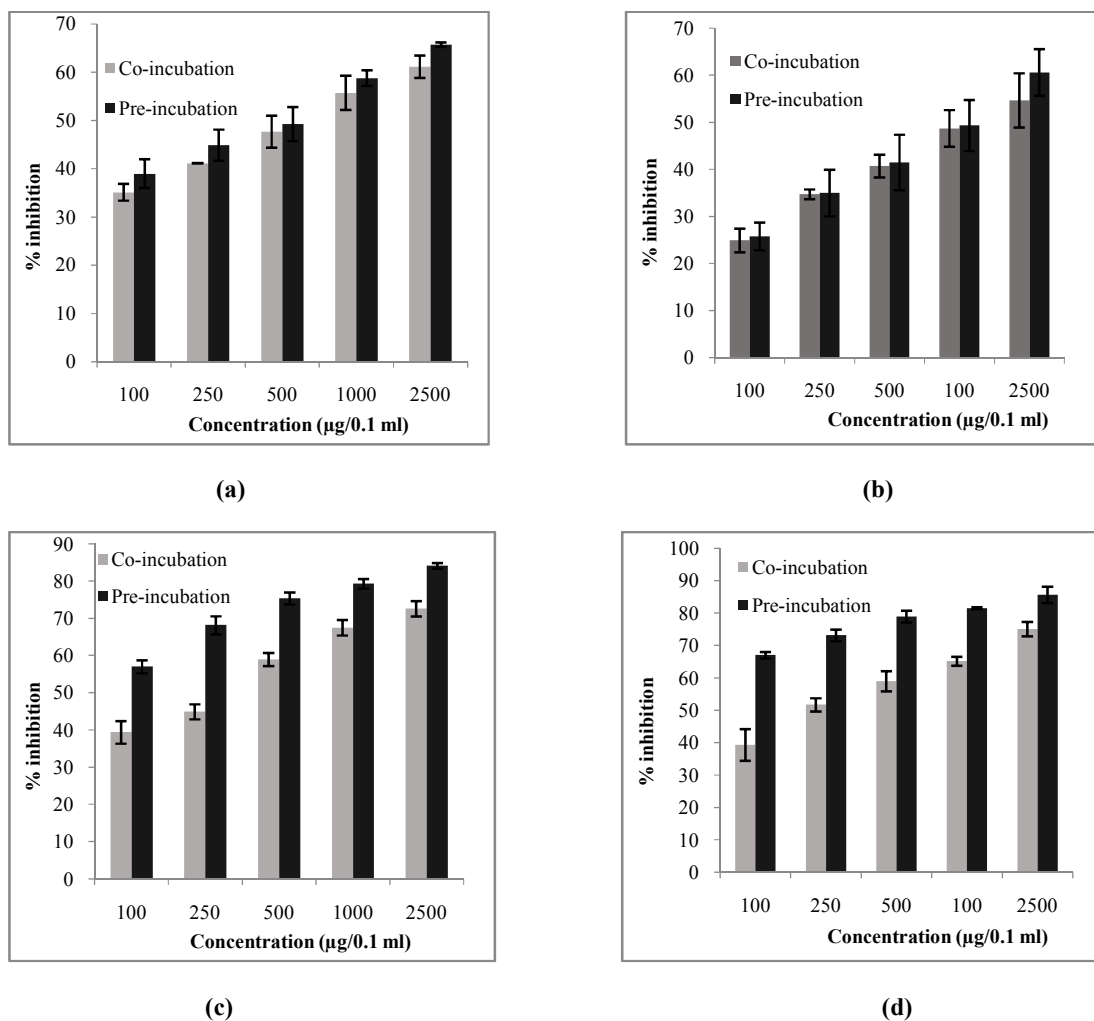 70
60
50
40
30
20
10
0
% inhibition
Co-incubation
Pre-incubation
100 250 500 1000 2500
Concentration (µg/0.1 ml)
(a)
70
60
50
40
30
20
10
0
% inhibition
Co-incubation
Pre-incubation
100 250 500 100 2500
Concentration (µg/0.1 ml)
(b)
90
80
70
60
50
40
30
20
10
0
% inhibition
Co-incubation
Pre-incubation
100 250 500 1000 2500
Concentration (µg/0.1 ml)
(c)
100
90
80
70
60
50
40
30
20
10
0
% inhibition
Co-incubation
Pre-incubation
100 250 500 100 2500
Concentration (µg/0.1 ml)
(d)